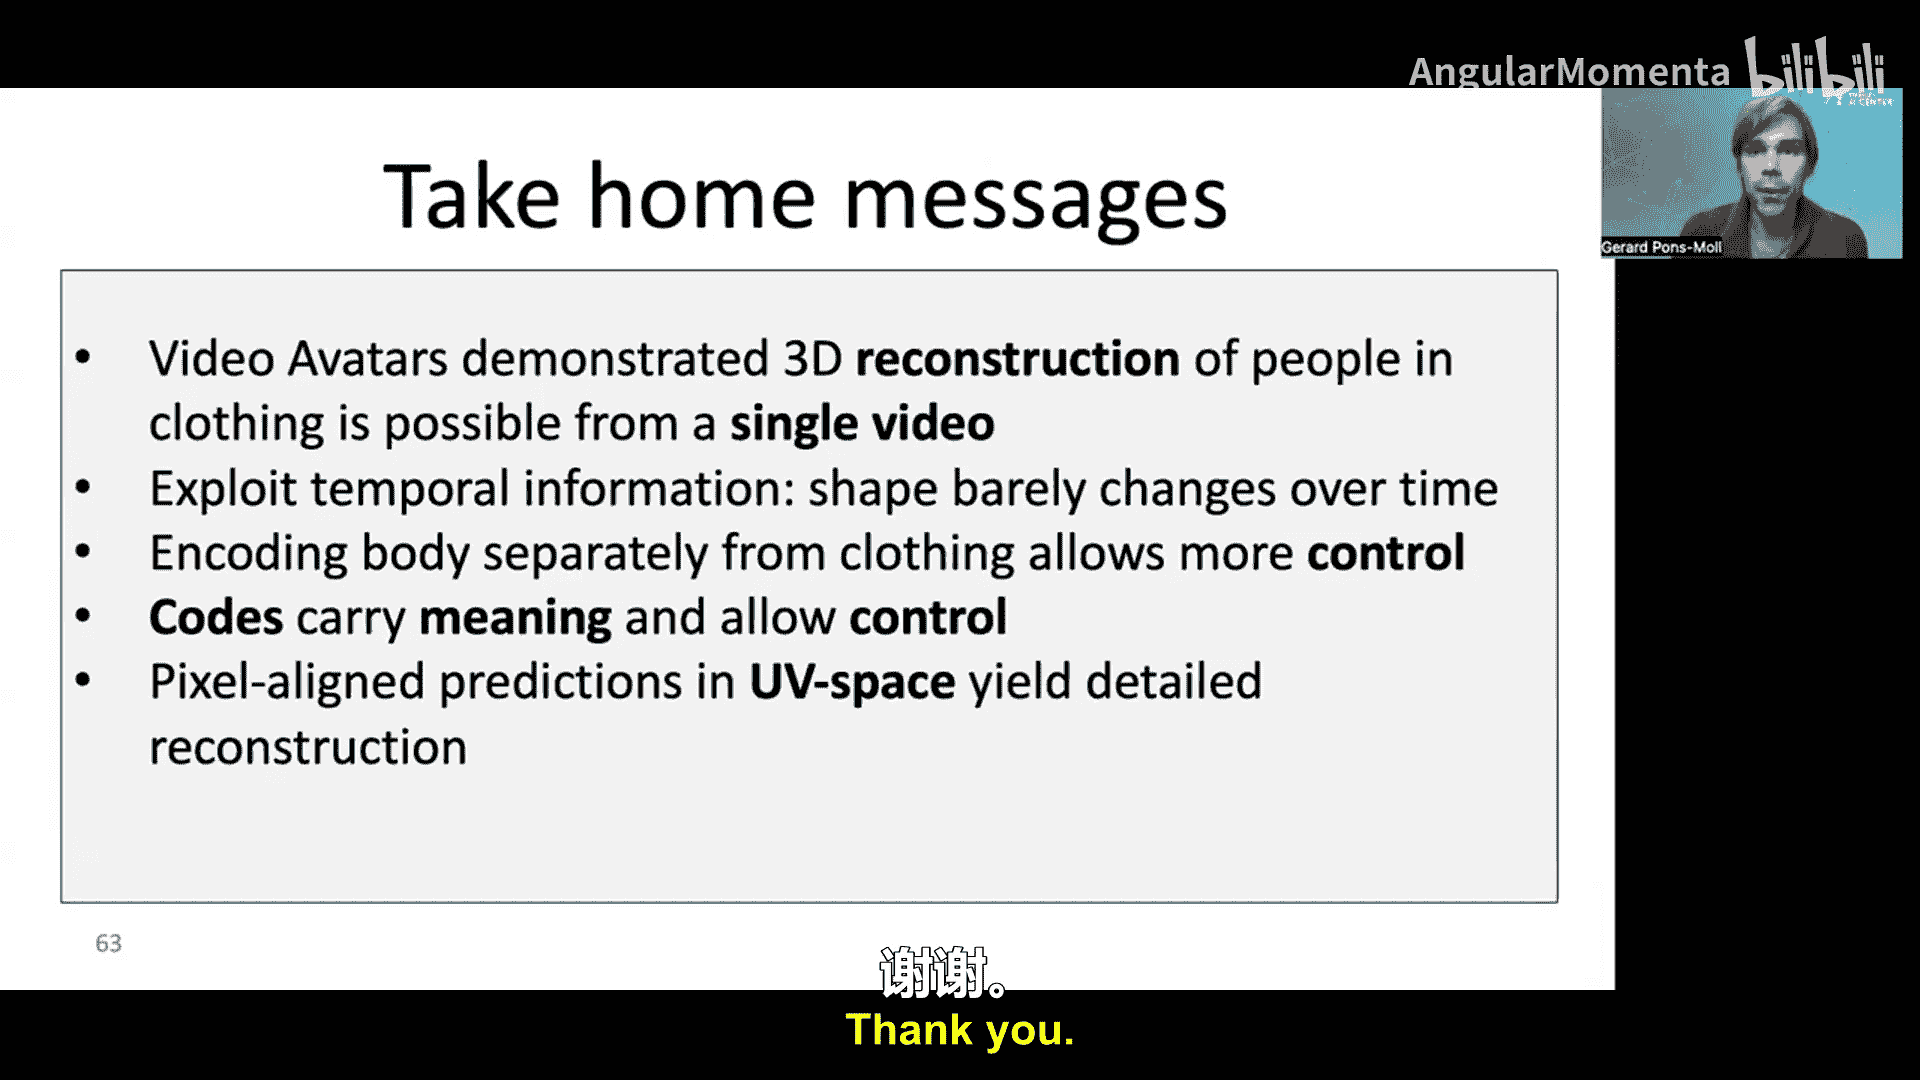 AngularMomenta bilibili
Take home messages
Gerard Pons-Moll
• Video Avatars demonstrated 3D reconstruction of people in
clothing is possible from a single video
• Exploit temporal information: shape barely changes over time
• Encoding body separately from clothing allows more control
• Codes carry meaning and allow control
• Pixel-aligned predictions in UV-space yield detailed
reconstruction
63
谢谢。
Thank you.